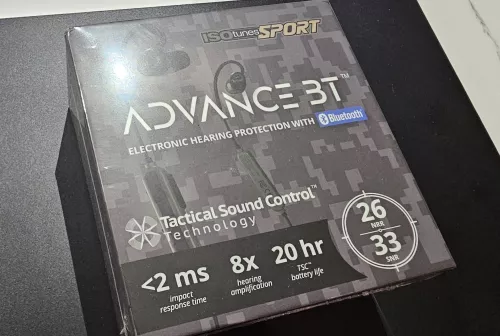 ISOtunes SPORT
ADVANCE BT™
ELECTRONIC HEARING PROTECTION WITH Bluetooth
Tactical Sound Control™
Technology
<2 ms
impact
response time
8x
hearing
amplification
20 hr
TSC™
battery life
26
NRR
33
SNR